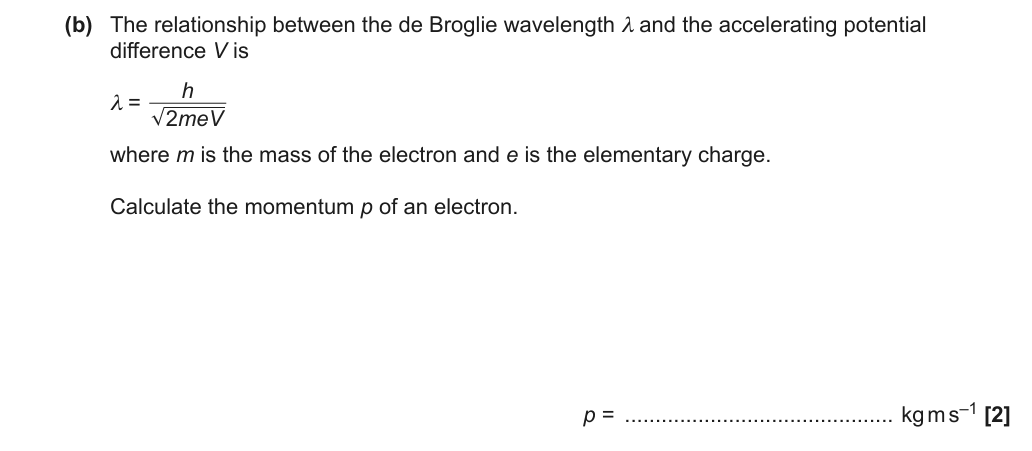 (b) The relationship between the de Broglie wavelength λ and the accelerating potential
difference V is
λ = h / √2meV
where m is the mass of the electron and e is the elementary charge.
Calculate the momentum p of an electron.
p = ............................................ kg m s⁻¹ [2]